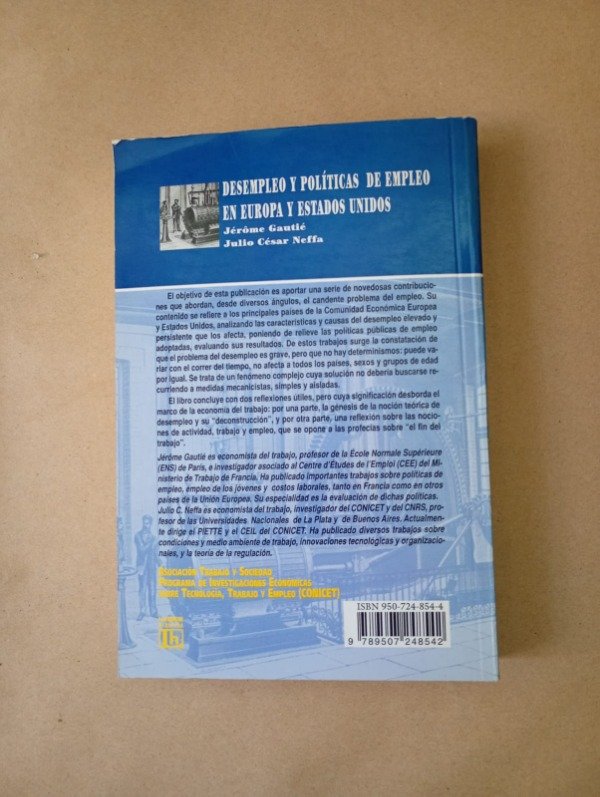 DESEMPLEO Y POLÍTICAS DE EMPLEO
EN EUROPA Y ESTADOS UNIDOS
Jérôme Gautié
Julio César Neffa
El objetivo de esta publicación es aportar una serie de novedosas contribucio-
nes que abordan, desde diversos ángulos, el candente problema del empleo. Su
contenido se refiere a los principales países de la Comunidad Económica Europea
y Estados Unidos, analizando las características y causas del desempleo elevado y
persistente que los afecta, poniendo de relieve las políticas públicas de empleo
adoptadas, evaluando sus resultados. De estos trabajos surge la constatación de
que el problema del desempleo es grave, pero que no hay determinismos: puede va-
riar con el correr del tiempo, no afecta a todos los países, sexos y grupos de edad
por igual. Se trata de un fenómeno complejo cuya solución no debería buscarse re-
curriendo a medidas mecanicistas, simples y aisladas.
El libro concluye con dos reflexiones útiles, pero cuya significación desborda el
marco de la economía del trabajo: por una parte, la génesis de la noción teórica de
desempleo y su "deconstrucción", y por otra parte, una reflexión sobre las nocio-
nes de actividad, trabajo y empleo, que se opone a las profecías sobre "el fin del
trabajo".
Jérôme Gautié es economista del trabajo, profesor de la Ecole Normale Supérieure
(ENS) de París, e investigador asociado al Centre d'Études de l'Emploi (CEE) del Mi-
nisterio de Trabajo de Francia. Ha publicado importantes trabajos sobre políticas de
empleo, empleo de los jóvenes y costos laborales, tanto en Francia como en otros
países de la Unión Europea. Su especialidad es la evaluación de dichas políticas.
Julio C. Neffa es economista del trabajo, investigador del CONICET y del CNRS, pro-
fesor de las Universidades Nacionales de La Plata y de Buenos Aires. Actualmen-
te dirige el PIETTE y el CEIL del CONICET. Ha publicado diversos trabajos sobre
condiciones y medio ambiente de trabajo, innovaciones tecnológicas y organizacio-
nales, y la teoría de la regulación.
ASOCIACIÓN TRABAJO Y SOCIEDAD
PROGRAMA DE INVESTIGACIONES ECONÓMICAS
SOBRE TECNOLOGÍA, TRABAJO Y EMPLEO (CONICET)
ISBN 950-724-854-4
9 789507 248542